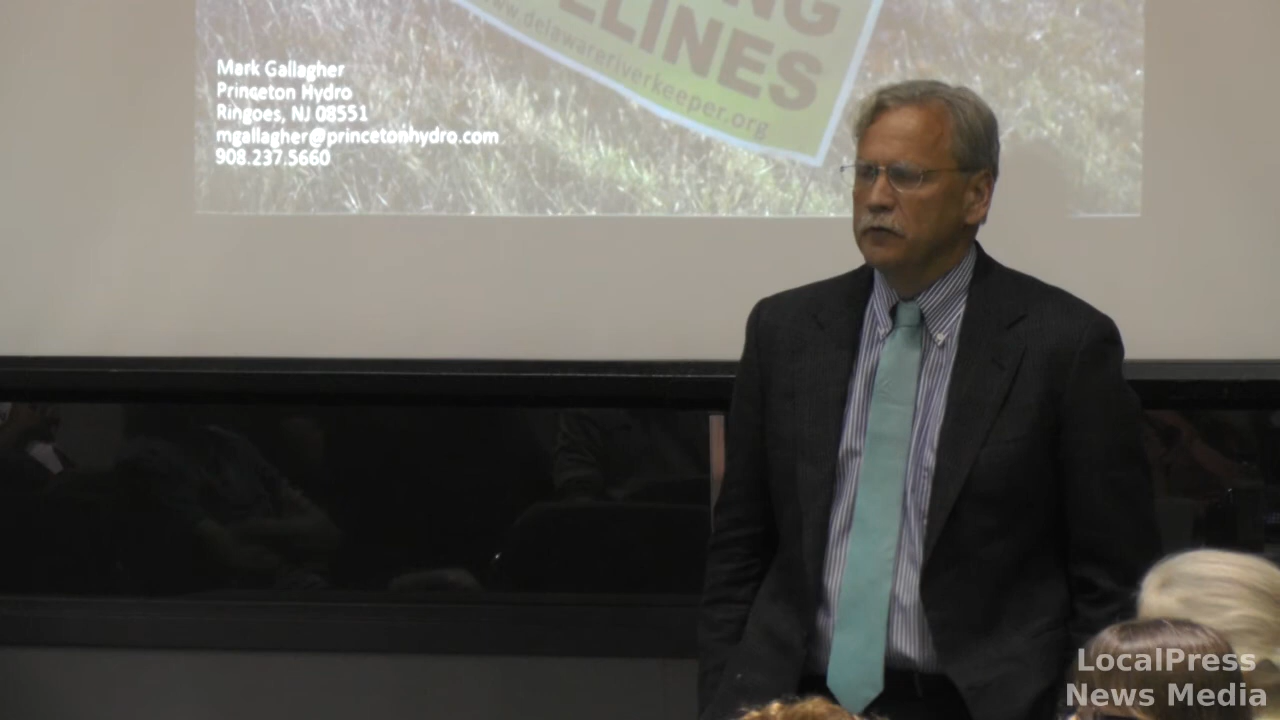 NG
LINES
www.delawareriverkeeper.org
Mark Gallagher
Princeton Hydro
Ringoes, NJ 08551
mgallagher@princetonhydro.com
908.237.5660
LocalPress
News Media